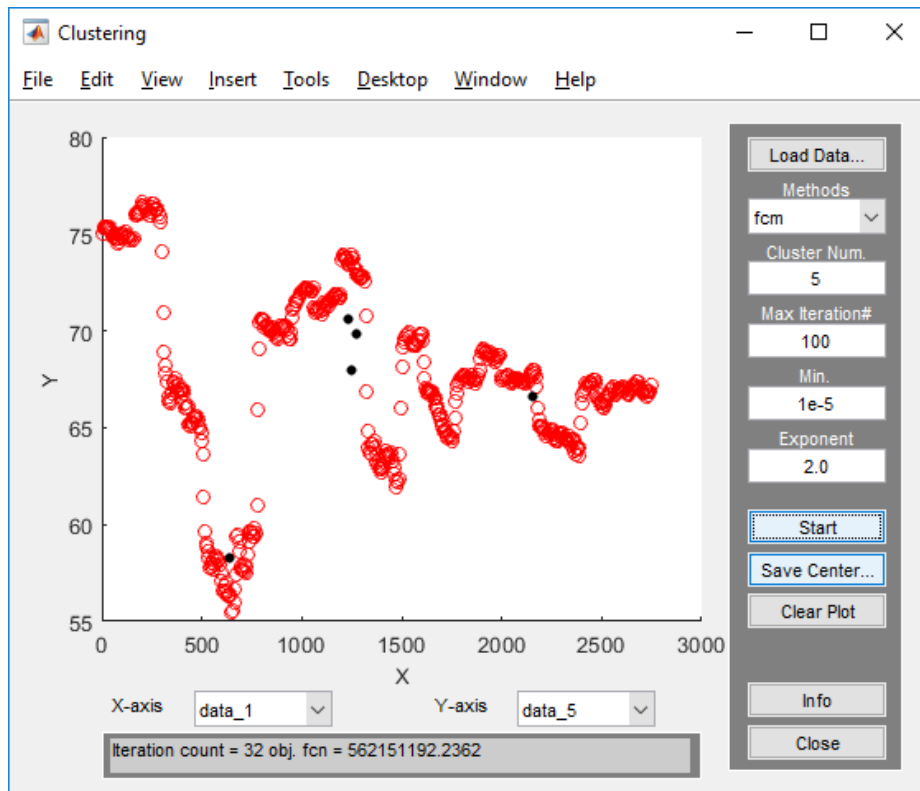 Clustering
File Edit View Insert Tools Desktop Window Help
80
75
70
65
60
55
Y
0 500 1000 1500 2000 2500 3000
X
X-axis data_1 Y-axis data_5
Iteration count = 32 obj. fcn = 562151192.2362
Load Data...
Methods
fcm
Cluster Num.
5
Max Iteration#
100
Min.
1e-5
Exponent
2.0
Start
Save Center...
Clear Plot
Info
Close